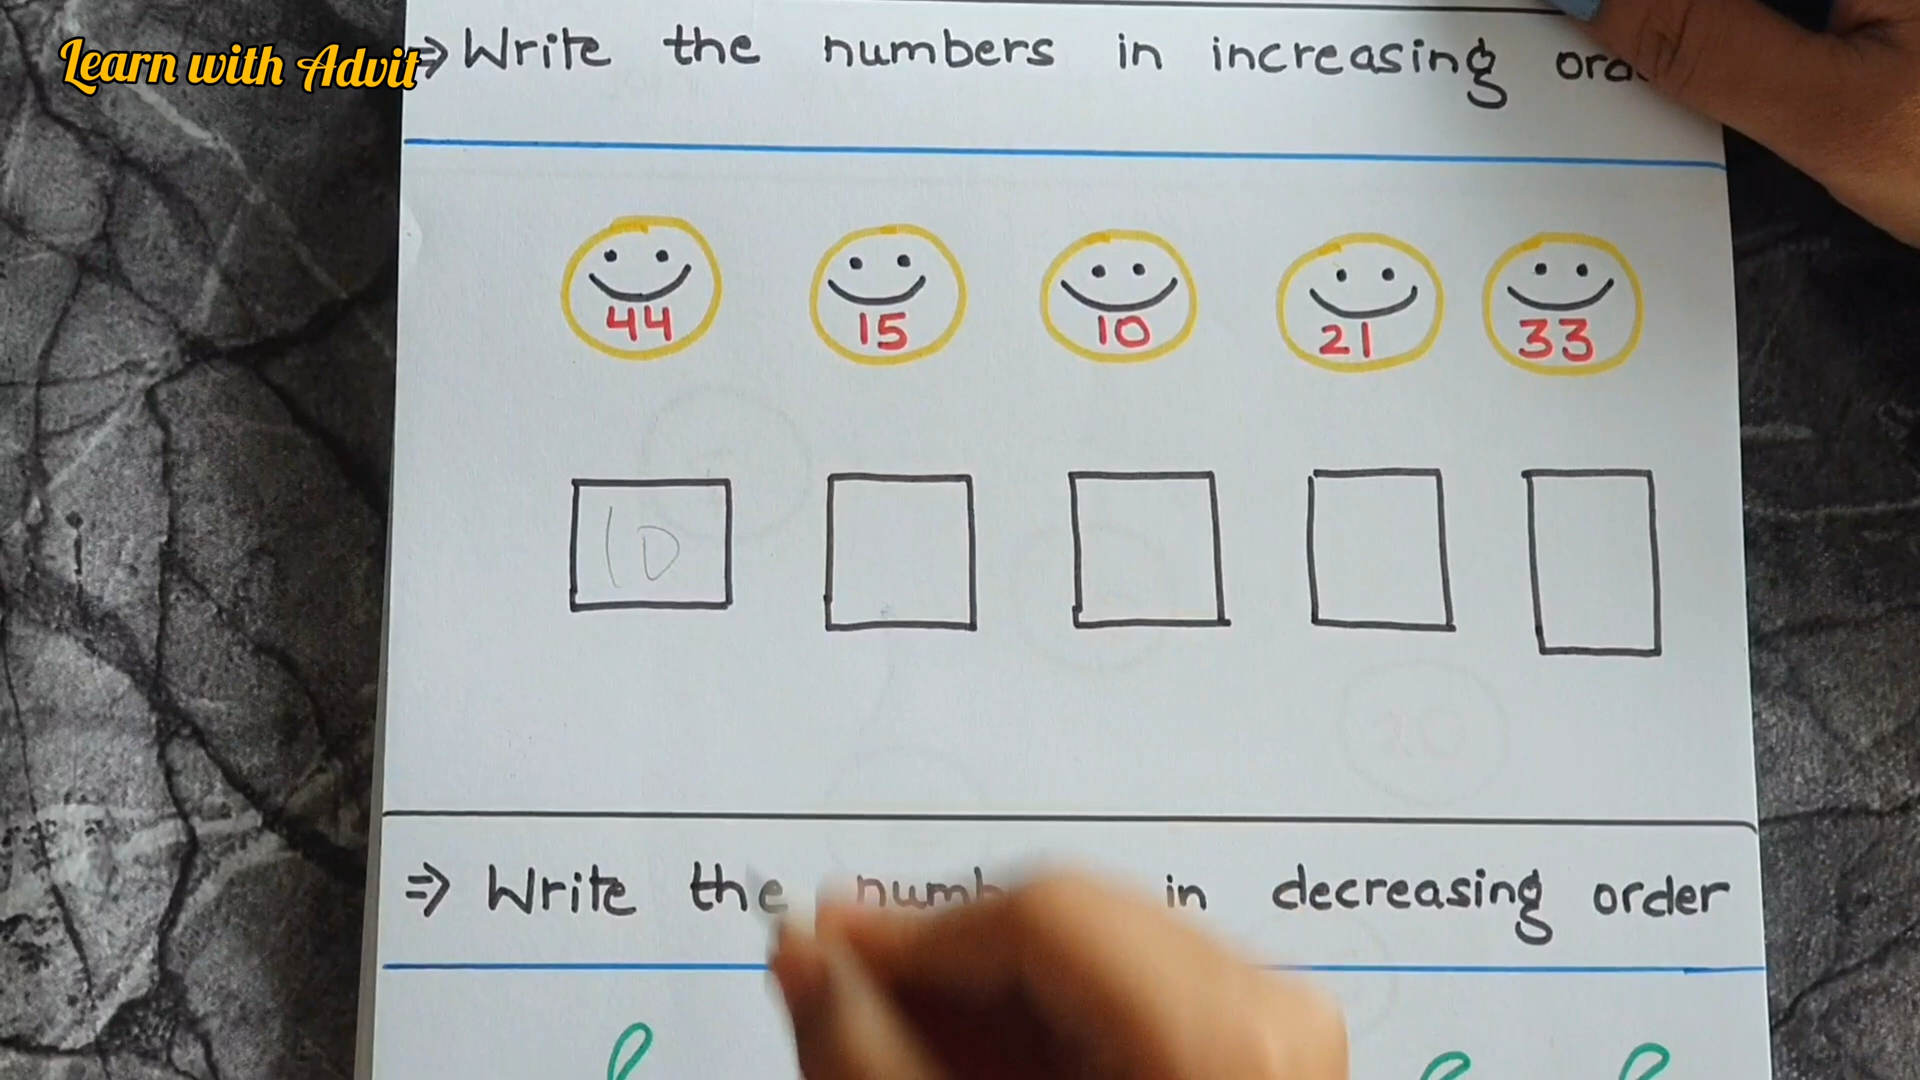 Learn with Advit
⇒ Write the numbers in increasing
44 15 10 21 33
10
⇒ Write the in decreasing order